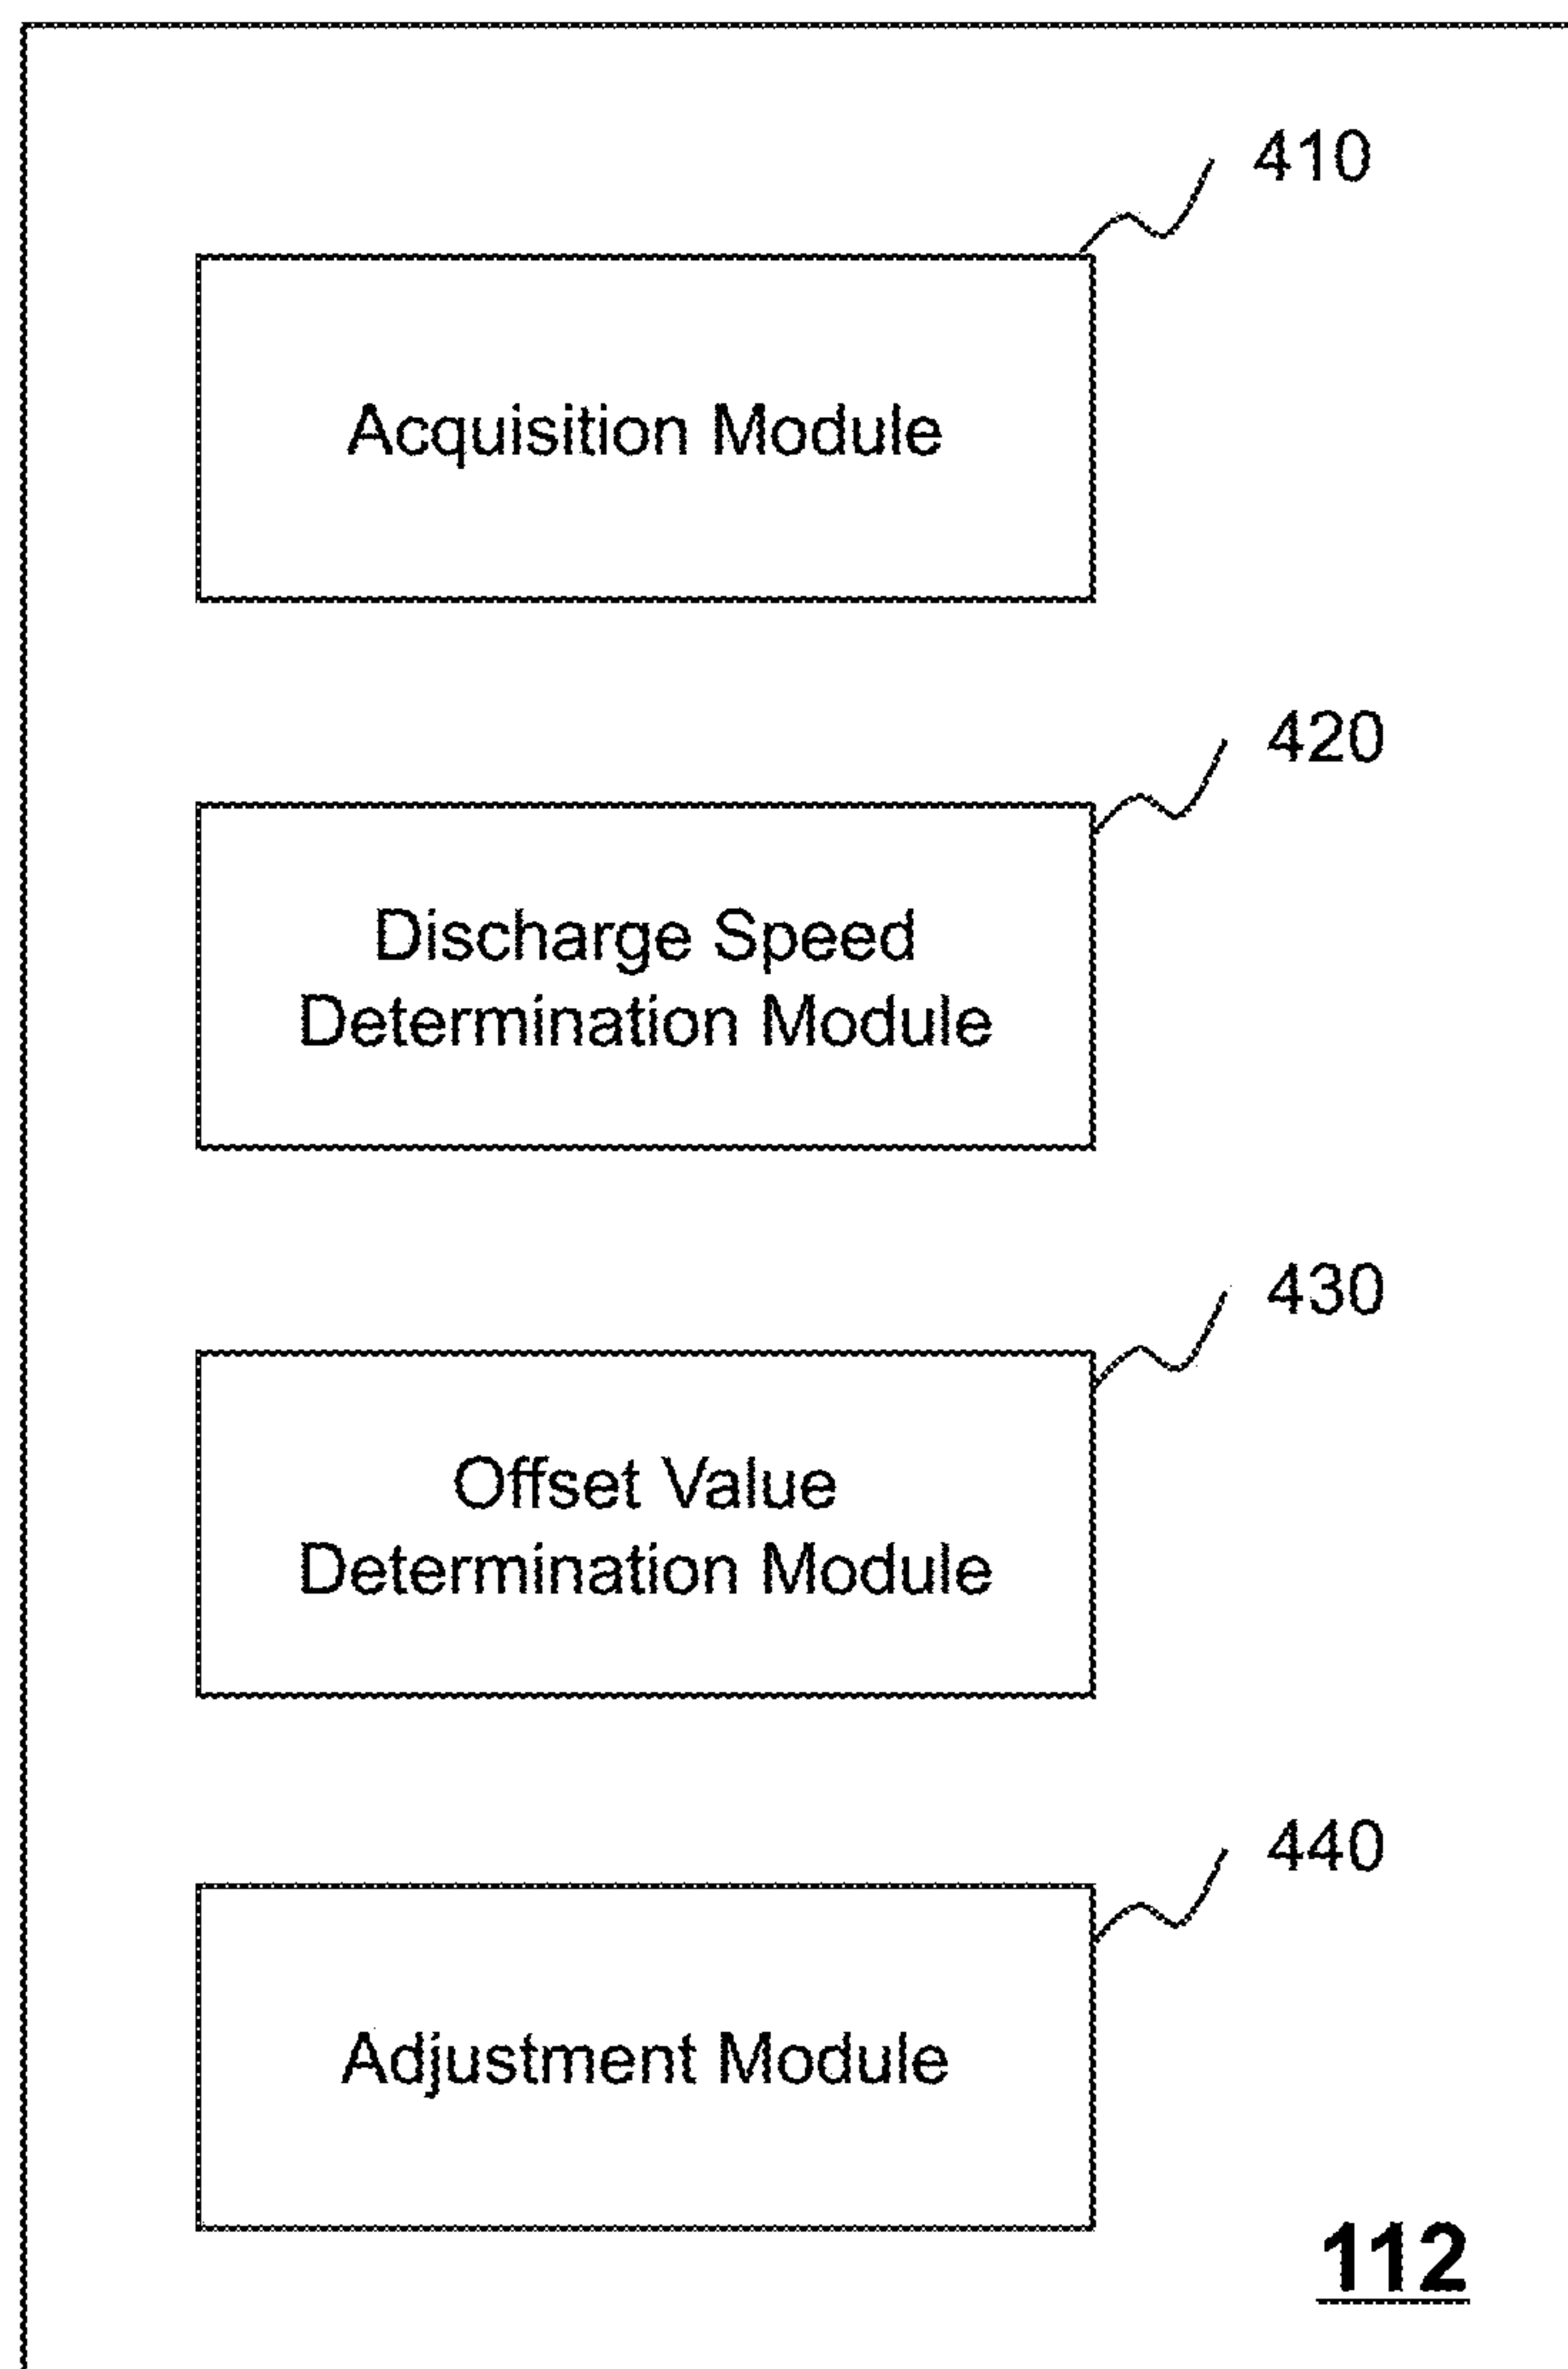 410
Acquisition Module
420
Discharge Speed
Determination Module
430
Offset Value
Determination Module
440
Adjustment Module
112